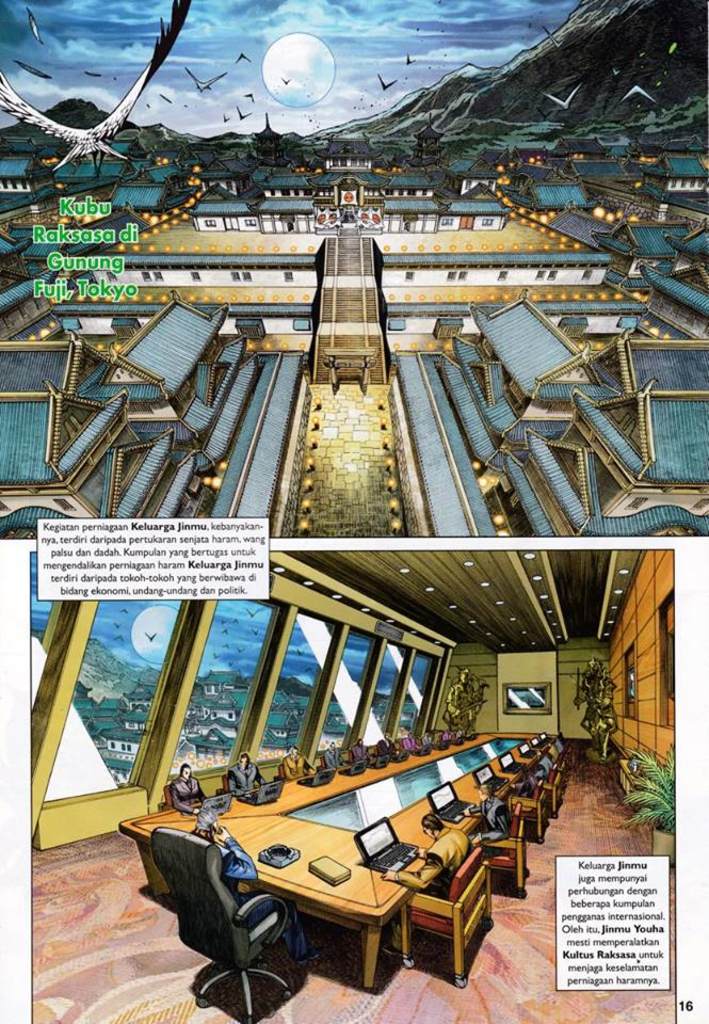 Kubu
Raksasa di
Gunung
Fuji, Tokyo
Kegiatan perniagaan Keluarga Jinmu, kebanyakan-
nya, terdiri daripada pertukaran senjata haram, wang
palsu dan dadah. Kumpulan yang bertugas untuk
mengendalikan perniagaan haram Keluarga Jinmu
terdiri daripada tokoh-tokoh yang berwibawa di
bidang ekonomi, undang-undang dan politik.
Keluarga Jinmu
juga mempunyai
perhubungan dengan
beberapa kumpulan
pengganas internasional.
Oleh itu, Jinmu Youha
mesti memperalatkan
Kultus Raksasa untuk
menjaga keselamatan
perniagaan haramnya.
16